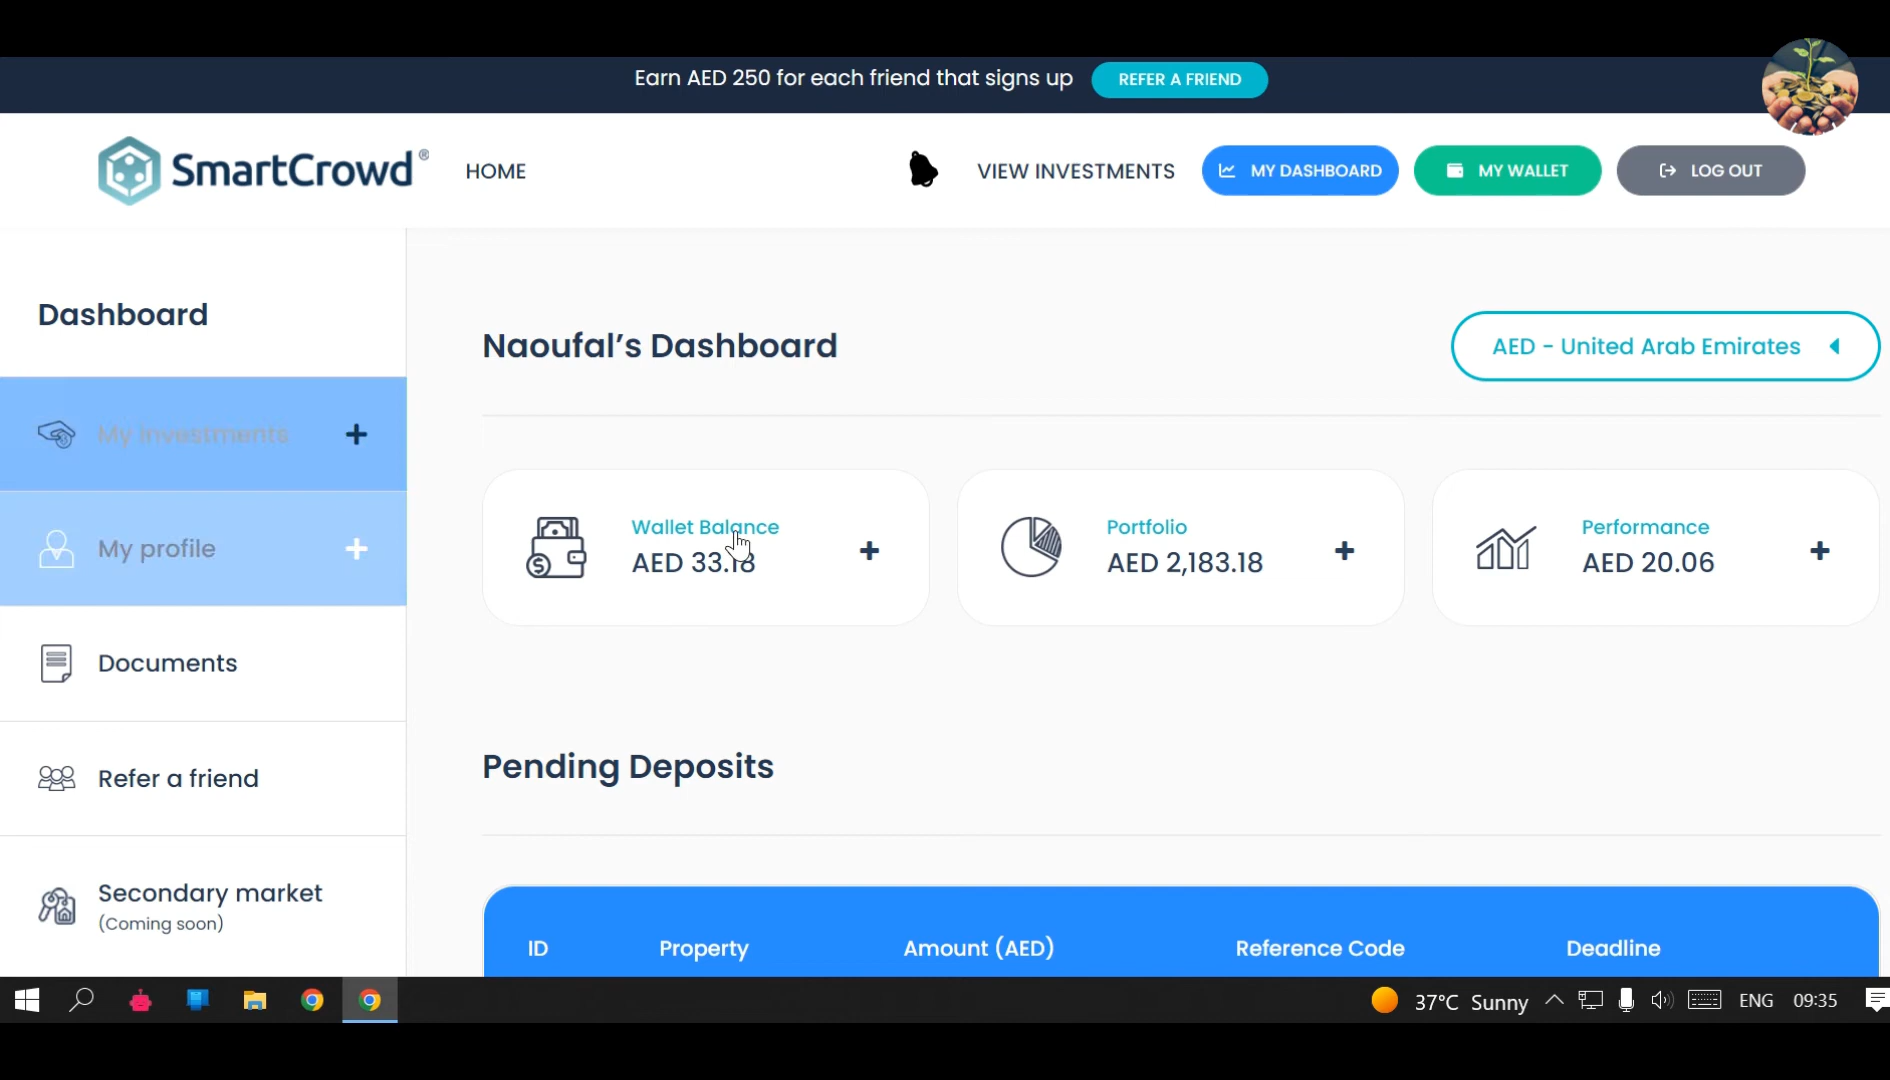 Earn AED 250 for each friend that signs up REFER A FRIEND
SmartCrowd® HOME VIEW INVESTMENTS MY DASHBOARD MY WALLET LOG OUT
Dashboard
My Investments
My profile
Documents
Refer a friend
Secondary market
(Coming soon)
Naoufal’s Dashboard
AED - United Arab Emirates
Wallet Balance
AED 33.18
Portfolio
AED 2,183.18
Performance
AED 20.06
Pending Deposits
ID Property Amount (AED) Reference Code Deadline
37°C Sunny ENG 09:35